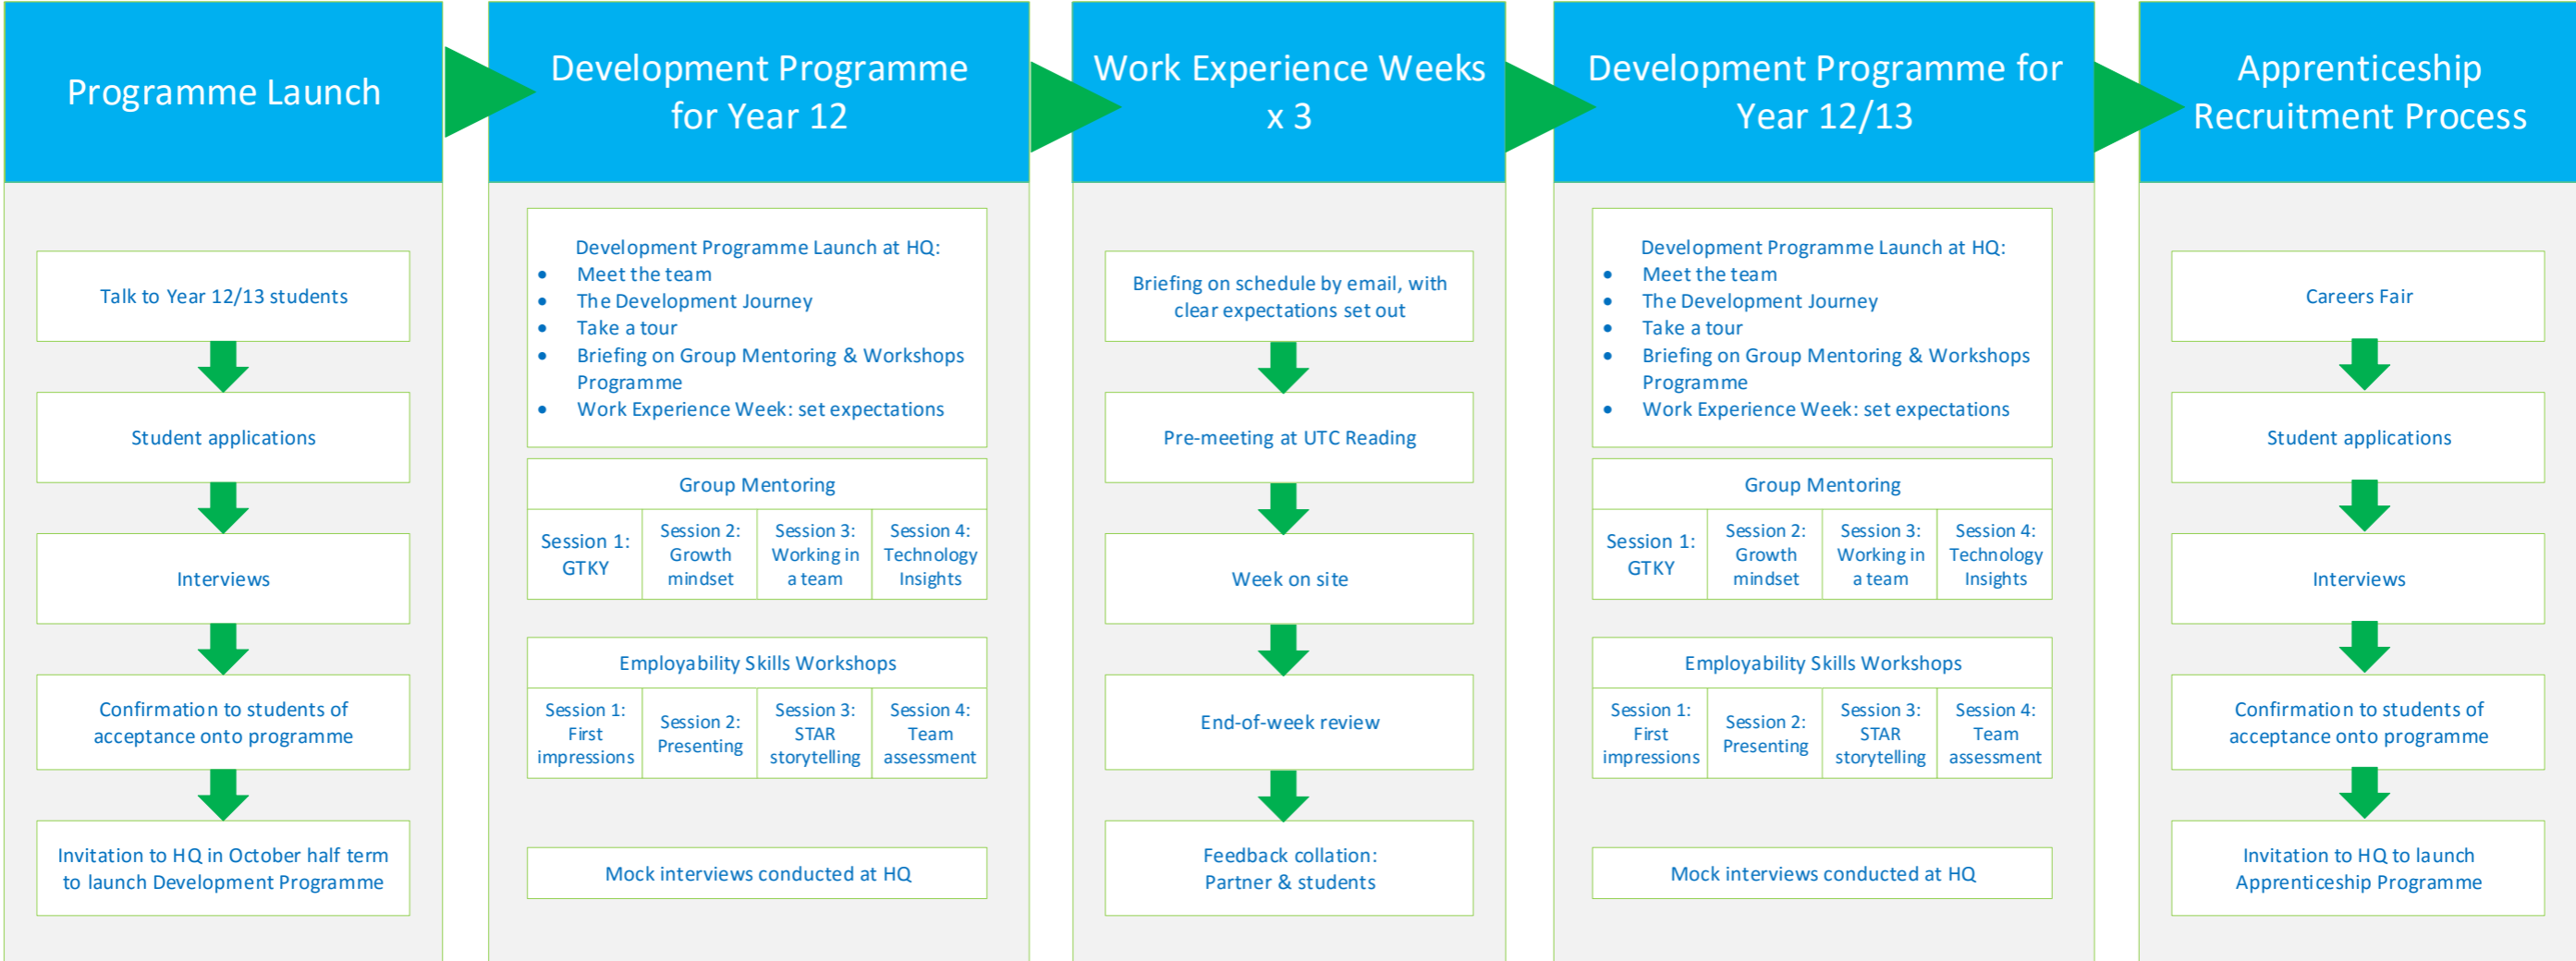 Programme Launch
Talk to Year 12/13 students
Student applications
Interviews
Confirmation to students of
acceptance onto programme
Invitation to HQ in October half term
to launch Development Programme
Development Programme
for Year 12
Development Programme Launch at HQ:
• Meet the team
• The Development Journey
• Take a tour
• Briefing on Group Mentoring & Workshops
Programme
• Work Experience Week: set expectations
Group Mentoring
Session 1:
GTKY
Session 2:
Growth
mindset
Session 3:
Working in
a team
Session 4:
Technology
Insights
Employability Skills Workshops
Session 1:
First
impressions
Session 2:
Presenting
Session 3:
STAR
storytelling
Session 4:
Team
assessment
Mock interviews conducted at HQ
Work Experience Weeks
x 3
Briefing on schedule by email, with
clear expectations set out
Pre-meeting at UTC Reading
Week on site
End-of-week review
Feedback collation:
Partner & students
Development Programme for
Year 12/13
Development Programme Launch at HQ:
• Meet the team
• The Development Journey
• Take a tour
• Briefing on Group Mentoring & Workshops
Programme
• Work Experience Week: set expectations
Group Mentoring
Session 1:
GTKY
Session 2:
Growth
mindset
Session 3:
Working in
a team
Session 4:
Technology
Insights
Employability Skills Workshops
Session 1:
First
impressions
Session 2:
Presenting
Session 3:
STAR
storytelling
Session 4:
Team
assessment
Mock interviews conducted at HQ
Apprenticeship
Recruitment Process
Careers Fair
Student applications
Interviews
Confirmation to students of
acceptance onto programme
Invitation to HQ to launch
Apprenticeship Programme